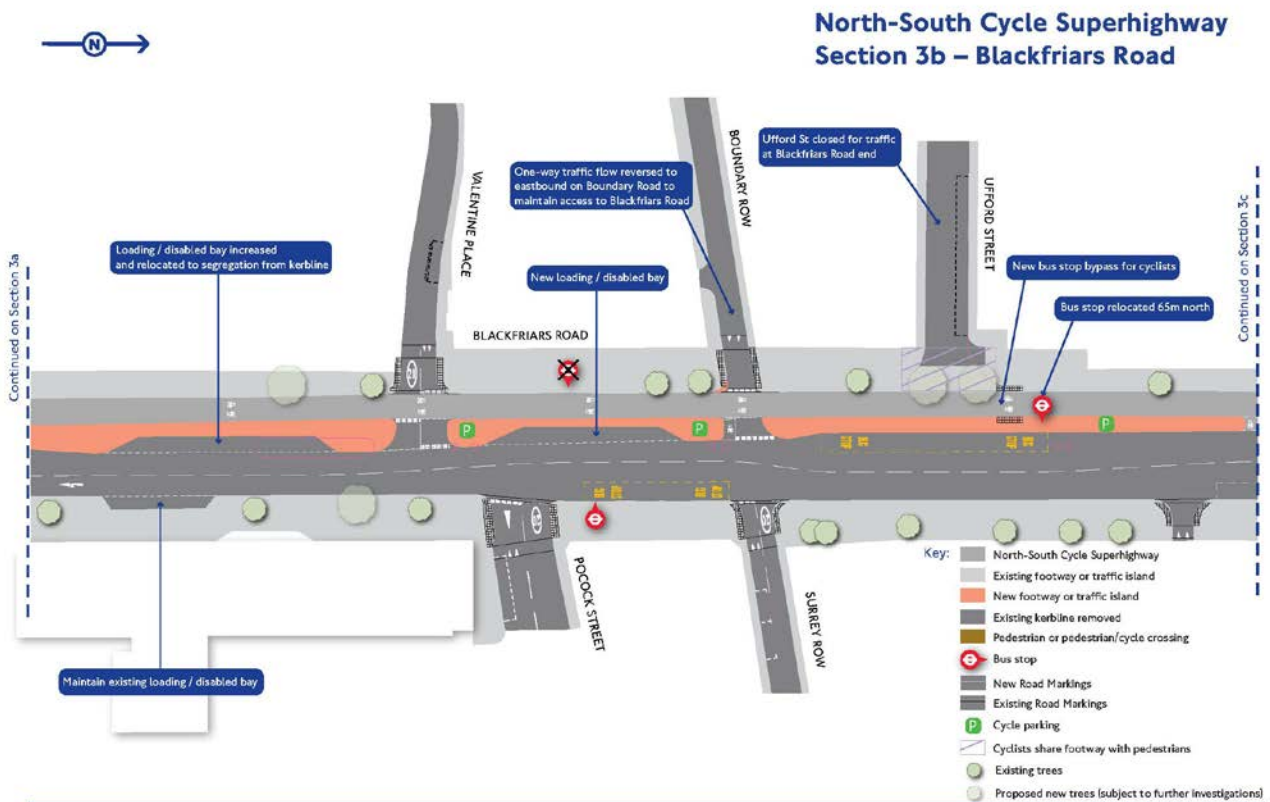 North-South Cycle Superhighway
Section 3b – Blackfriars Road
N
Continued on Section 3a
Loading / disabled bay increased
and relocated to segregation from kerbline
VALENTINE PLACE
One-way traffic flow reversed to
eastbound on Boundary Road to
maintain access to Blackfriars Road
BOUNDARY ROW
Ufford St closed for traffic
at Blackfriars Road end
UFFORD STREET
New loading / disabled bay
New bus stop bypass for cyclists
Bus stop relocated 65m north
Continued on Section 3c
BLACKFRIARS ROAD
20
P
P
P
20
20
POCOCK STREET
SURREY ROW
Maintain existing loading / disabled bay
Key:
North-South Cycle Superhighway
Existing footway or traffic island
New footway or traffic island
Existing kerbline removed
Pedestrian or pedestrian/cycle crossing
Bus stop
New Road Markings
Existing Road Markings
P Cycle parking
Cyclists share footway with pedestrians
Existing trees
Proposed new trees (subject to further investigations)